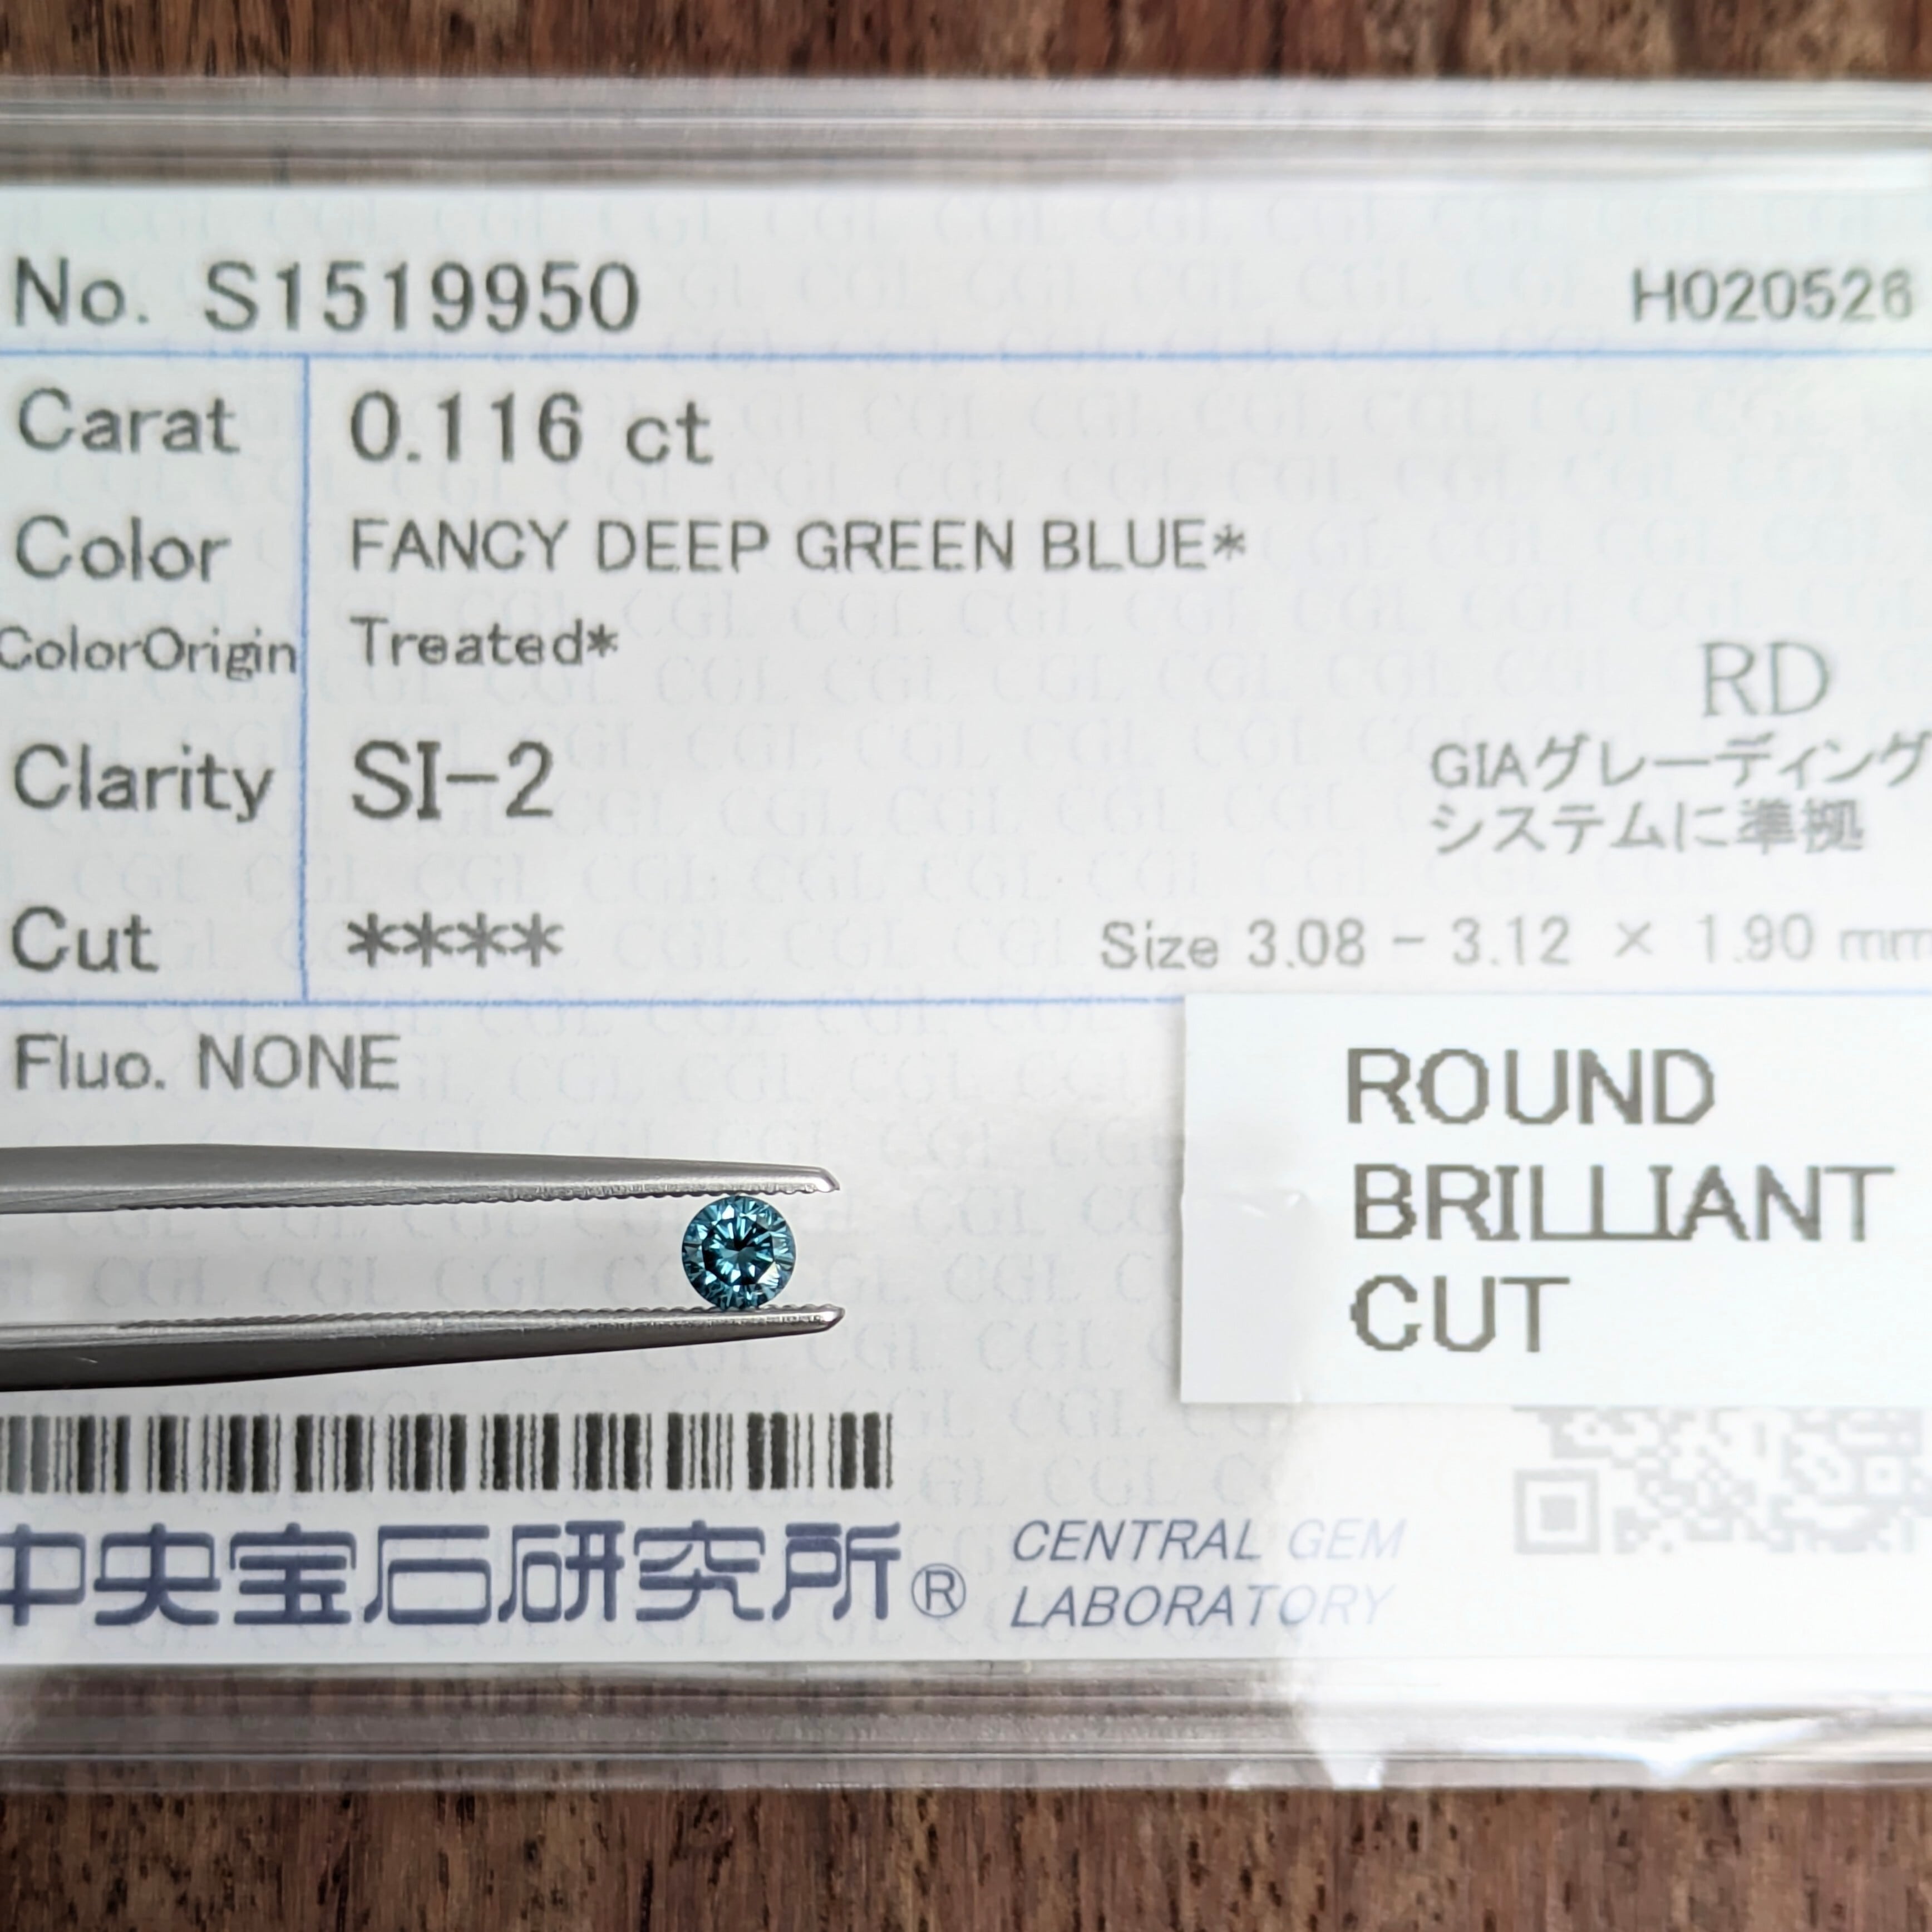 No. S1519950 H020526
Carat 0.116 ct
Color FANCY DEEP GREEN BLUE*
ColorOrigin Treated*
RD
Clarity SI-2
GIAグレーディング
システムに準拠
Cut ****
Size 3.08 - 3.12 × 1.90 mm
Fluo. NONE
ROUND
BRILLIANT
CUT
中央宝石研究所®
CENTRAL GEM
LABORATORY